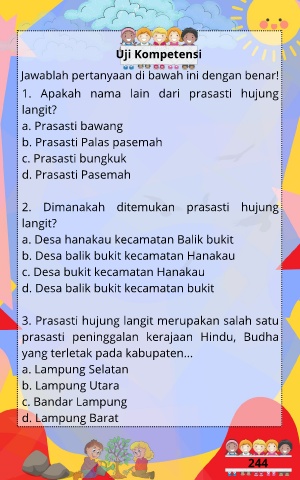 Uji Kompetensi
Jawablah pertanyaan di bawah ini dengan benar!
1. Apakah nama lain dari prasasti hujung
langit?
a. Prasasti bawang
b. Prasasti Palas pasemah
c. Prasasti bungkuk
d. Prasasti Pasemah
2. Dimanakah ditemukan prasasti hujung
langit?
a. Desa hanakau kecamatan Balik bukit
b. Desa balik bukit kecamatan Hanakau
c. Desa bukit kecamatan Hanakau
d. Desa balik bukit kecamatan bukit
3. Prasasti hujung langit merupakan salah satu
prasasti peninggalan kerajaan Hindu, Budha
yang terletak pada kabupaten...
a. Lampung Selatan
b. Lampung Utara
c. Bandar Lampung
d. Lampung Barat
244